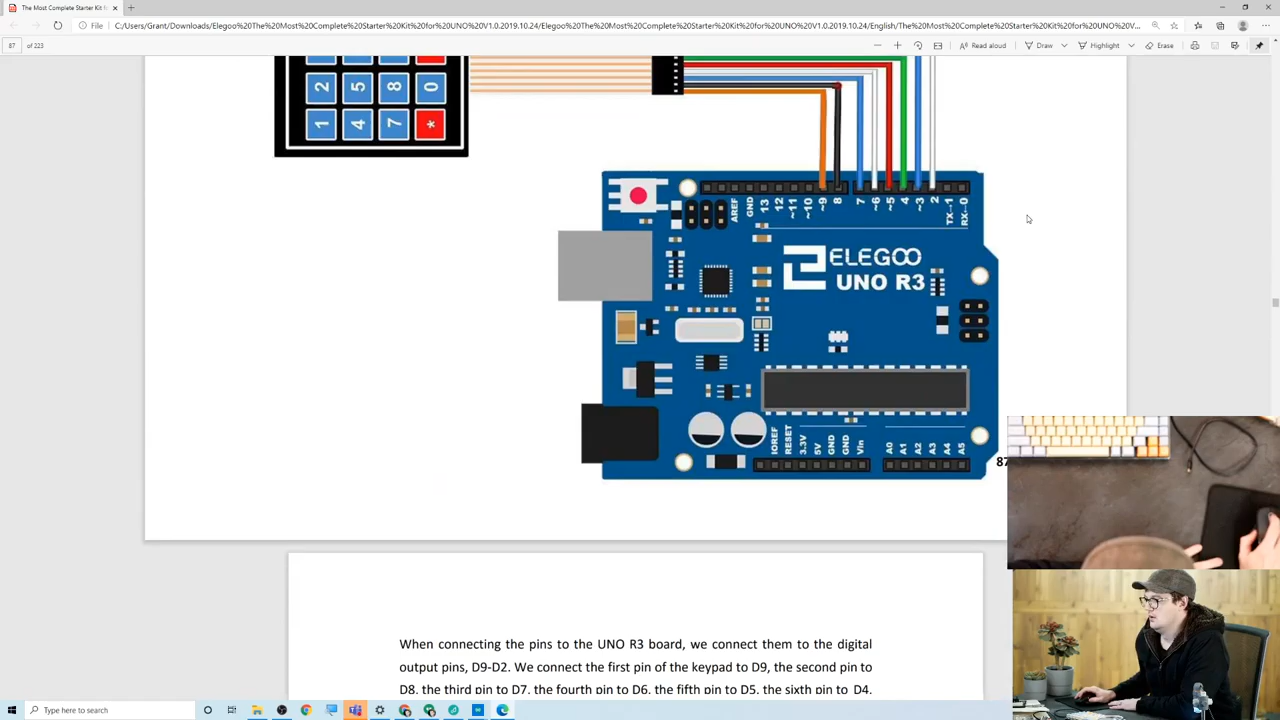 The Most Complete Starter Kit f
File
C:/Users/Grant/Downloads/Elegoo%20The%20Most%20Complete%20Starter%20Kit%20for%20UNO%20V1.0.2019.10.24/Elegoo%20The%20Most%20Complete%20Starter%20Kit%20for%20UNO%20V1.0.2019.10.24/English/The%20Most%20Complete%20Starter%20Kit%20for%20UNO%20V...
87 of 223
Read aloud
Draw
Highlight
Erase
2 5 8 0
1 4 7 *
AREF GND 13 12 ~11 ~10 ~9 8 7 ~6 ~5 4 ~3 2 TX→1 RX←0
ELEGOO
UNO R3
IOREF RESET 3.3V 5V GND GND Vin A0 A1 A2 A3 A4 A5
87
When connecting the pins to the UNO R3 board, we connect them to the digital
output pins, D9-D2. We connect the first pin of the keypad to D9, the second pin to
D8, the third pin to D7, the fourth pin to D6, the fifth pin to D5, the sixth pin to D4,
Type here to search